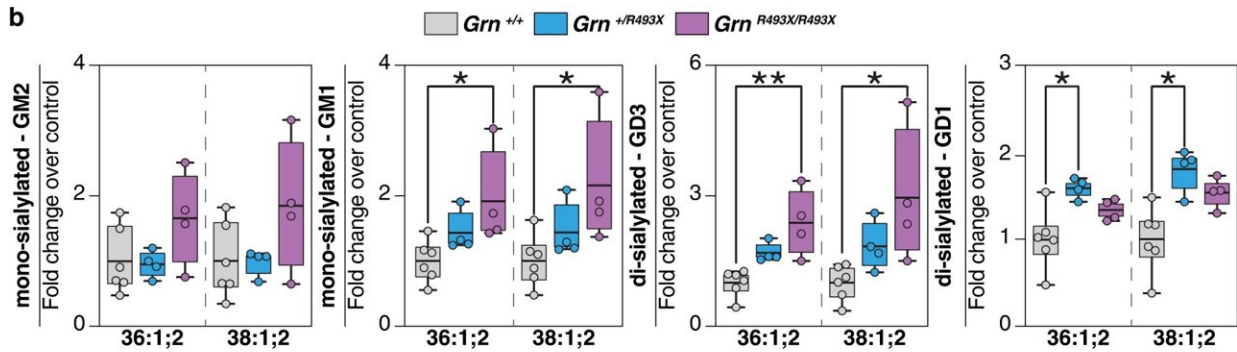 b
Grn +/+ Grn +/R493X Grn R493X/R493X
mono-sialylated - GM2
Fold change over control
4
2
0
36:1;2 38:1;2
mono-sialylated - GM1
Fold change over control
4
2
0
* *
36:1;2 38:1;2
di-sialylated - GD3
Fold change over control
6
3
0
** *
36:1;2 38:1;2
di-sialylated - GD1
Fold change over control
3
2
1
0
* *
36:1;2 38:1;2